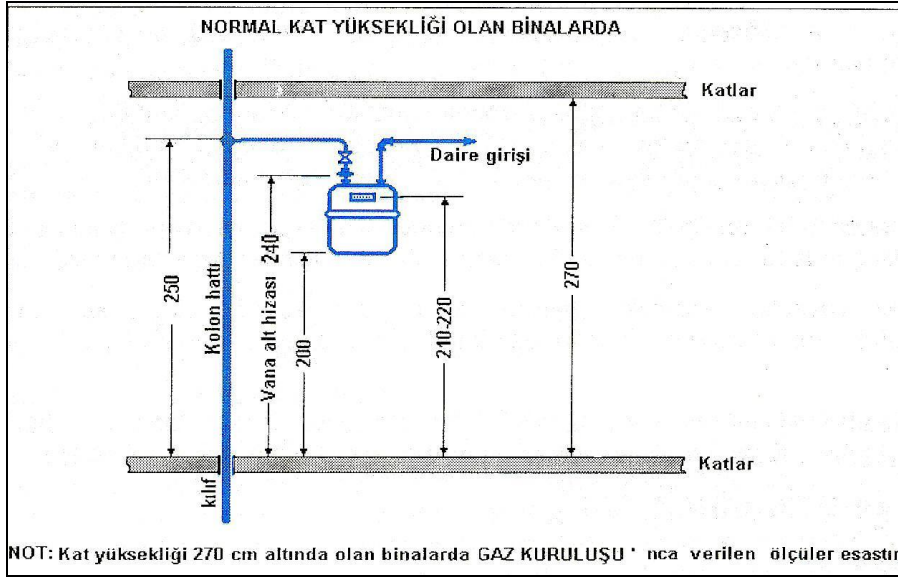 NORMAL KAT YÜKSEKLİĞİ OLAN BİNALARDA
Katlar
Daire girişi
250
Kolon hattı
Vana alt hizası 240
200
210-220
270
Katlar
kılıf
NOT: Kat yüksekliği 270 cm altında olan binalarda GAZ KURULUŞU ' nca verilen ölçüler esastır